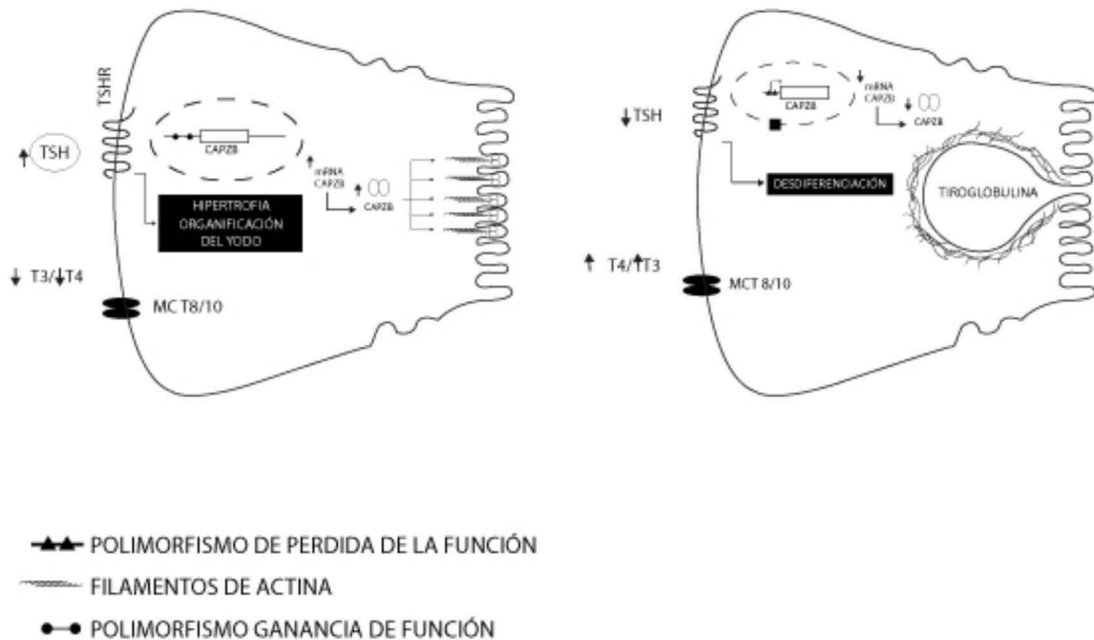 TSHR
TSH
CAPZB
mRNA
CAPZB
CAPZB
HIPERTROFIA
ORGANIFICACIÓN
DEL YODO
T3/ T4
MC T8/10
TSH
CAPZB
mRNA
CAPZB
CAPZB
DESDIFERENCIACIÓN
TIROGLOBULINA
T4/ T3
MCT 8/10
POLIMORFISMO DE PERDIDA DE LA FUNCIÓN
FILAMENTOS DE ACTINA
POLIMORFISMO GANANCIA DE FUNCIÓN